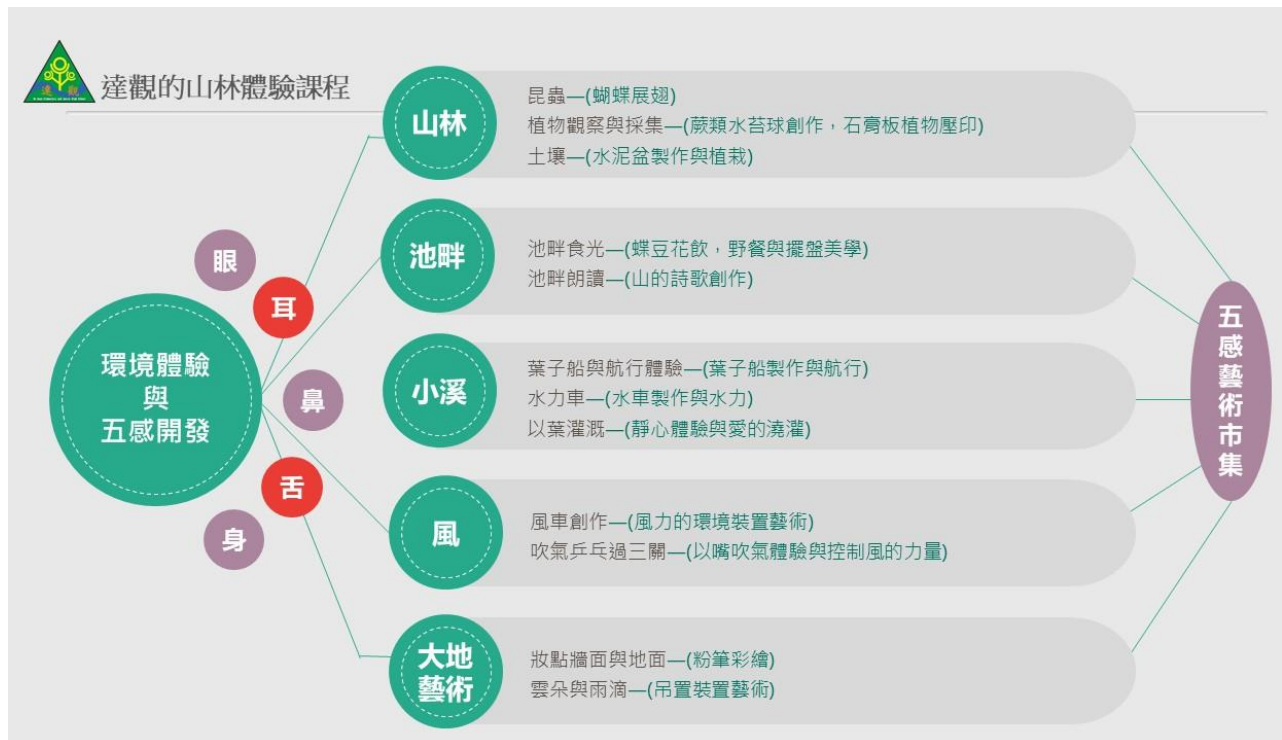 達觀的山林體驗課程
達觀
環境體驗
與
五感開發
眼
耳
鼻
舌
身
山林
昆蟲—(蝴蝶展翅)
植物觀察與採集—(蕨類水苔球創作，石膏板植物壓印)
土壤—(水泥盆製作與植栽)
池畔
池畔食光—(蝶豆花飲，野餐與擺盤美學)
池畔朗讀—(山的詩歌創作)
小溪
葉子船與航行體驗—(葉子船製作與航行)
水力車—(水車製作與水力)
以葉灌溉—(靜心體驗與愛的澆灌)
風
風車創作—(風力的環境裝置藝術)
吹氣乒乓過三關—(以嘴吹氣體驗與控制風的力量)
大地
藝術
妝點牆面與地面—(粉筆彩繪)
雲朵與雨滴—(吊置裝置藝術)
五感藝術市集